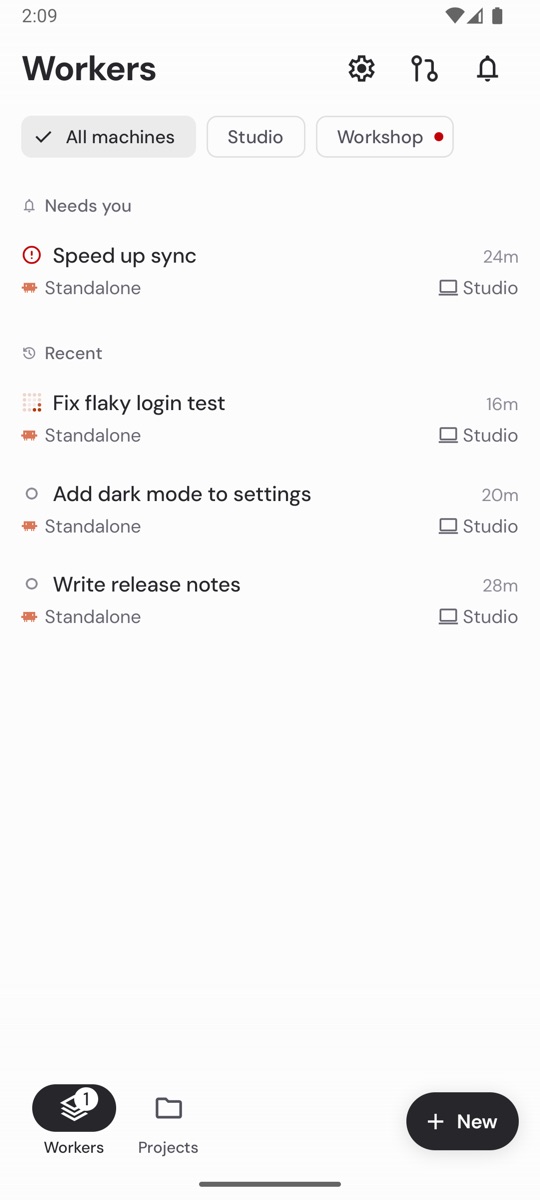 2:09
Workers
All machines
Studio
Workshop
Needs you
Speed up sync
24m
Standalone
Studio
Recent
Fix flaky login test
16m
Standalone
Studio
Add dark mode to settings
20m
Standalone
Studio
Write release notes
28m
Standalone
Studio
1
Workers
Projects
New